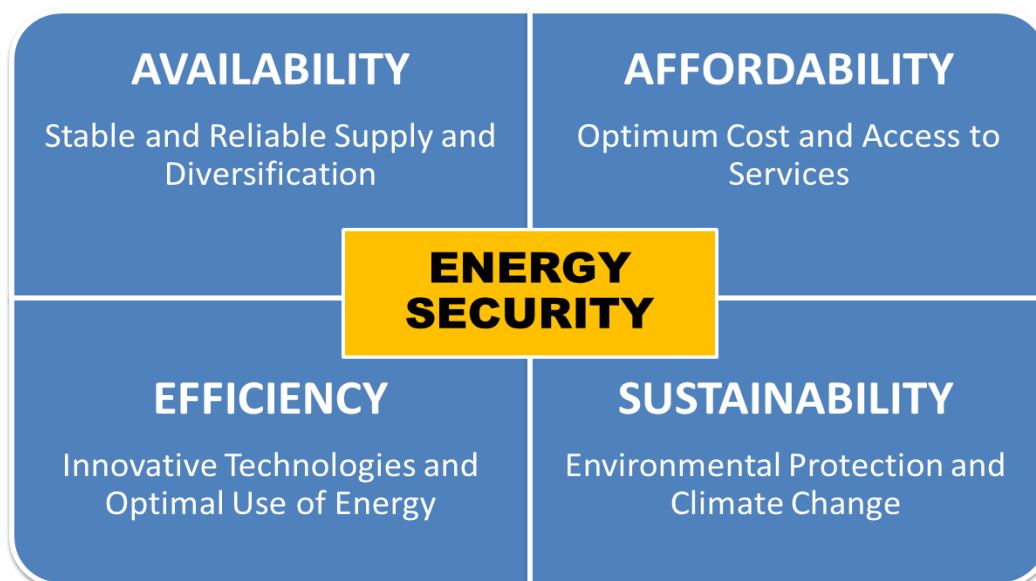 AVAILABILITY
Stable and Reliable Supply and
Diversification
AFFORDABILITY
Optimum Cost and Access to
Services
ENERGY
SECURITY
EFFICIENCY
Innovative Technologies and
Optimal Use of Energy
SUSTAINABILITY
Environmental Protection and
Climate Change